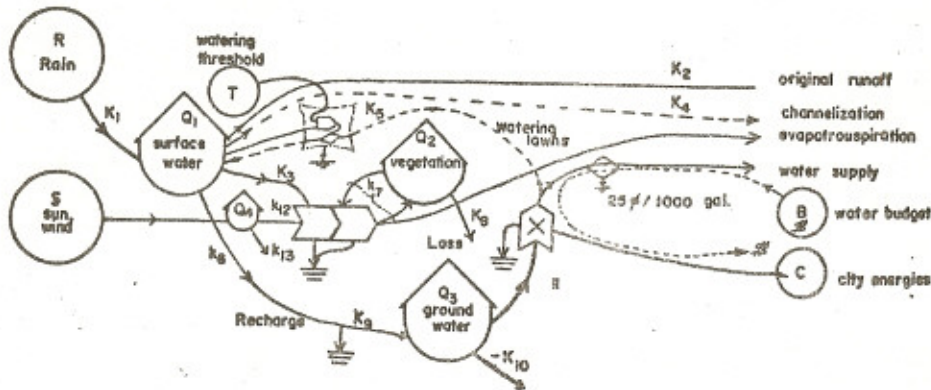 R
Rain
K1
watering
threshold
T
Q1
surface
water
K2
original runoff
K5
K4
channelization
evapatrouspiration
watering
lawns
Q2
vegetation
K3
k7
water supply
S
sun,
wind
k12
k13
25¢/1000 gal.
B
$
water budget
K8
Loss
k6
X
C
city energies
Q3
ground
water
Recharge
K9
-K10